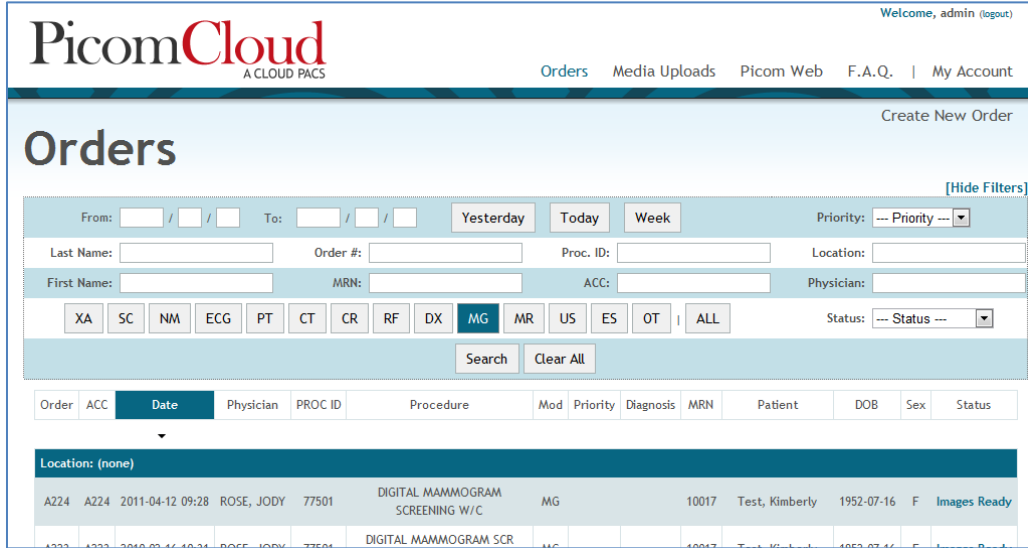 Welcome, admin (logout)
PicomCloud
A CLOUD PACS
Orders Media Uploads Picom Web F.A.Q. | My Account
Create New Order
Orders
[Hide Filters]
From: / / To: / / Yesterday Today Week Priority: --- Priority ---
Last Name: Order #: Proc. ID: Location:
First Name: MRN: ACC: Physician:
XA SC NM ECG PT CT CR RF DX MG MR US ES OT | ALL Status: --- Status ---
Search Clear All
Order ACC Date Physician PROC ID Procedure Mod Priority Diagnosis MRN Patient DOB Sex Status
Location: (none)
A224 A224 2011-04-12 09:28 ROSE, JODY 77501 DIGITAL MAMMOGRAM SCREENING W/C MG 10017 Test, Kimberly 1952-07-16 F Images Ready
DIGITAL MAMMOGRAM SCR